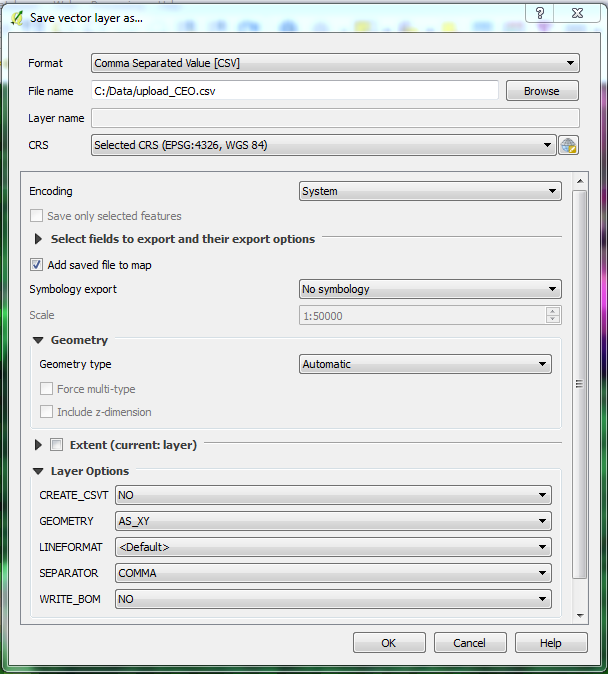 Save vector layer as...
Format Comma Separated Value [CSV]
File name C:/Data/upload_CEO.csv Browse
Layer name
CRS Selected CRS (EPSG:4326, WGS 84)
Encoding System
Save only selected features
Select fields to export and their export options
Add saved file to map
Symbology export No symbology
Scale 1:50000
Geometry
Geometry type Automatic
Force multi-type
Include z-dimension
Extent (current: layer)
Layer Options
CREATE_CSVT NO
GEOMETRY AS_XY
LINEFORMAT <Default>
SEPARATOR COMMA
WRITE_BOM NO
OK Cancel Help